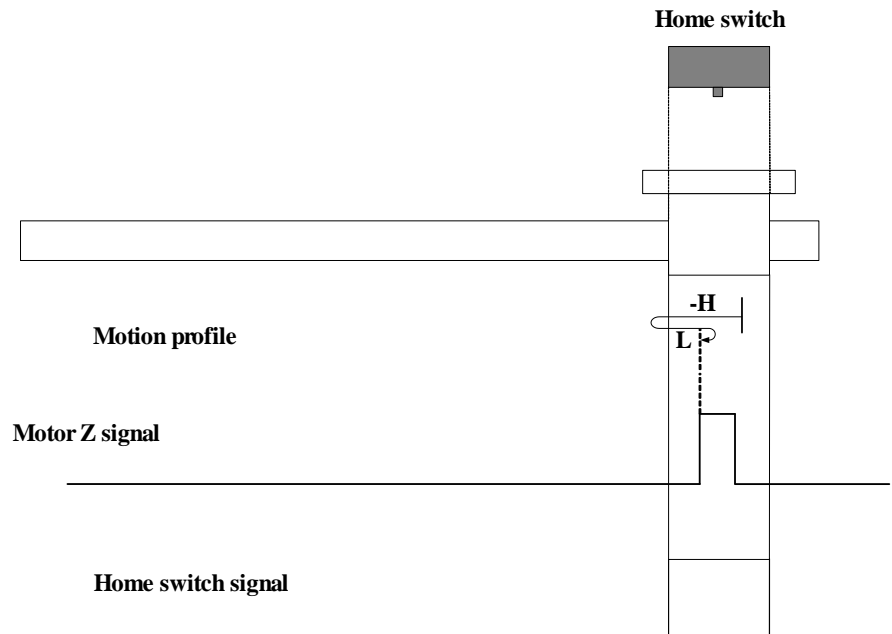 Home switch
-H
Motion profile
L
Motor Z signal
Home switch signal